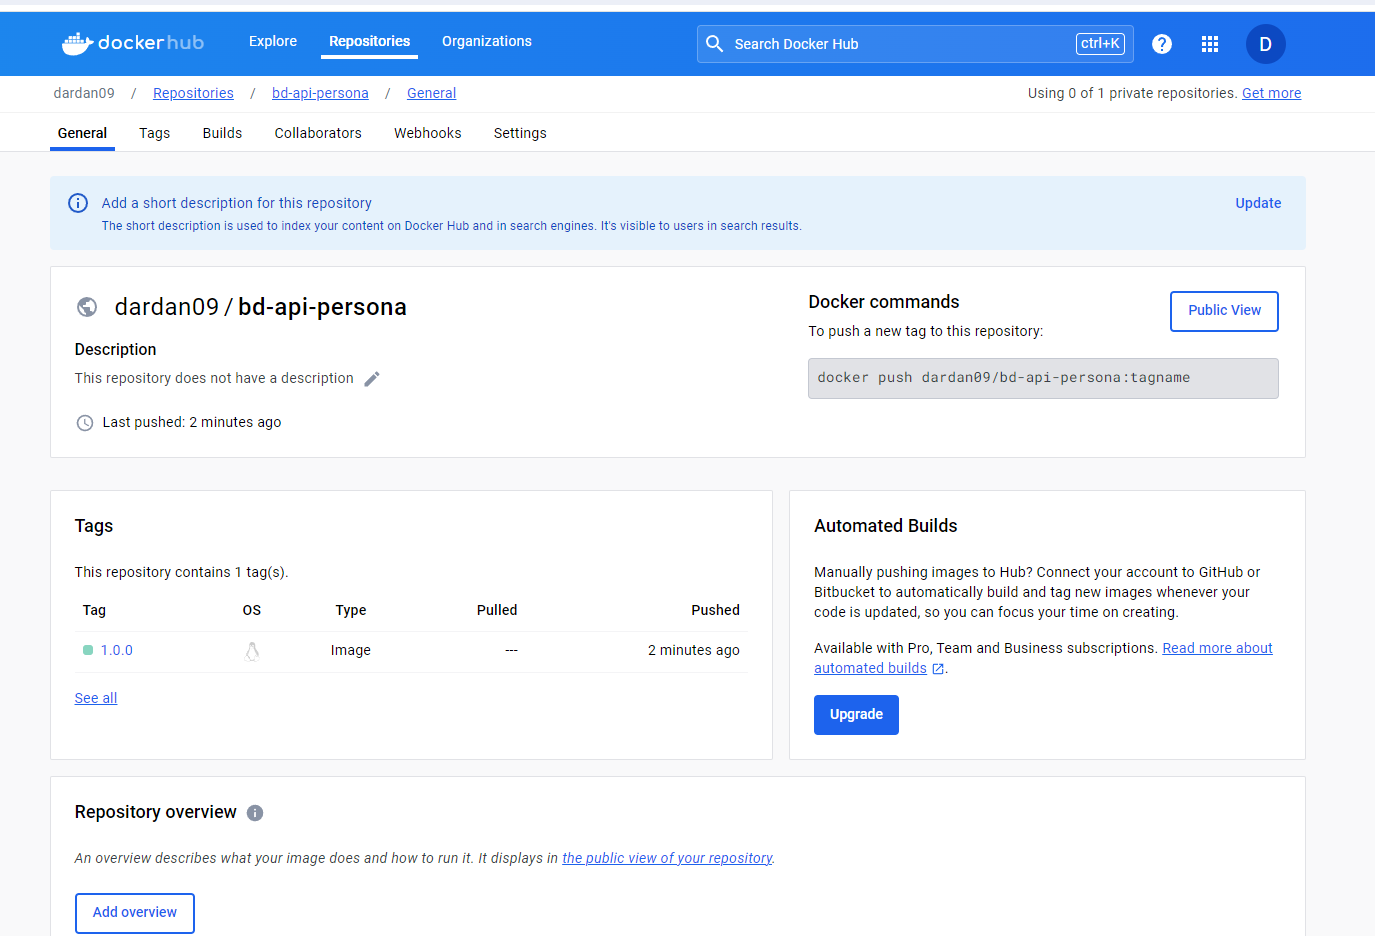 docker hub
Explore
Repositories
Organizations
Search Docker Hub
ctrl+K
?
D
dardan09 / Repositories / bd-api-persona / General
Using 0 of 1 private repositories. Get more
General
Tags
Builds
Collaborators
Webhooks
Settings
Add a short description for this repository
Update
The short description is used to index your content on Docker Hub and in search engines. It's visible to users in search results.
dardan09 / bd-api-persona
Description
This repository does not have a description
Last pushed: 2 minutes ago
Docker commands
Public View
To push a new tag to this repository:
docker push dardan09/bd-api-persona:tagname
Tags
This repository contains 1 tag(s).
Tag OS Type Pulled Pushed
1.0.0 Image --- 2 minutes ago
See all
Automated Builds
Manually pushing images to Hub? Connect your account to GitHub or
Bitbucket to automatically build and tag new images whenever your
code is updated, so you can focus your time on creating.
Available with Pro, Team and Business subscriptions. Read more about
automated builds .
Upgrade
Repository overview
An overview describes what your image does and how to run it. It displays in the public view of your repository.
Add overview